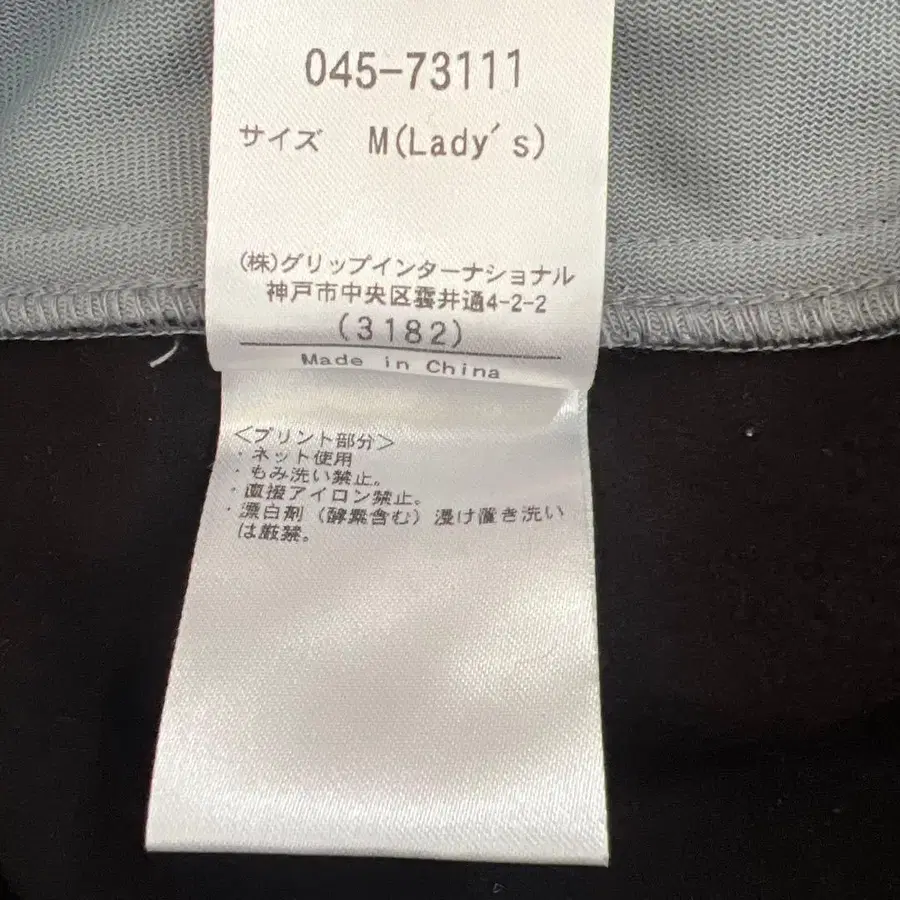 045-73111
サイズ M(Lady's)
(株)グリップインターナショナル
神戸市中央区雲井通4-2-2
(3182)
Made in China
＜プリント部分＞
・ネット使用
・もみ洗い禁止。
・直接アイロン禁止。
・漂白剤（酵素含む）浸け置き洗い
は厳禁。